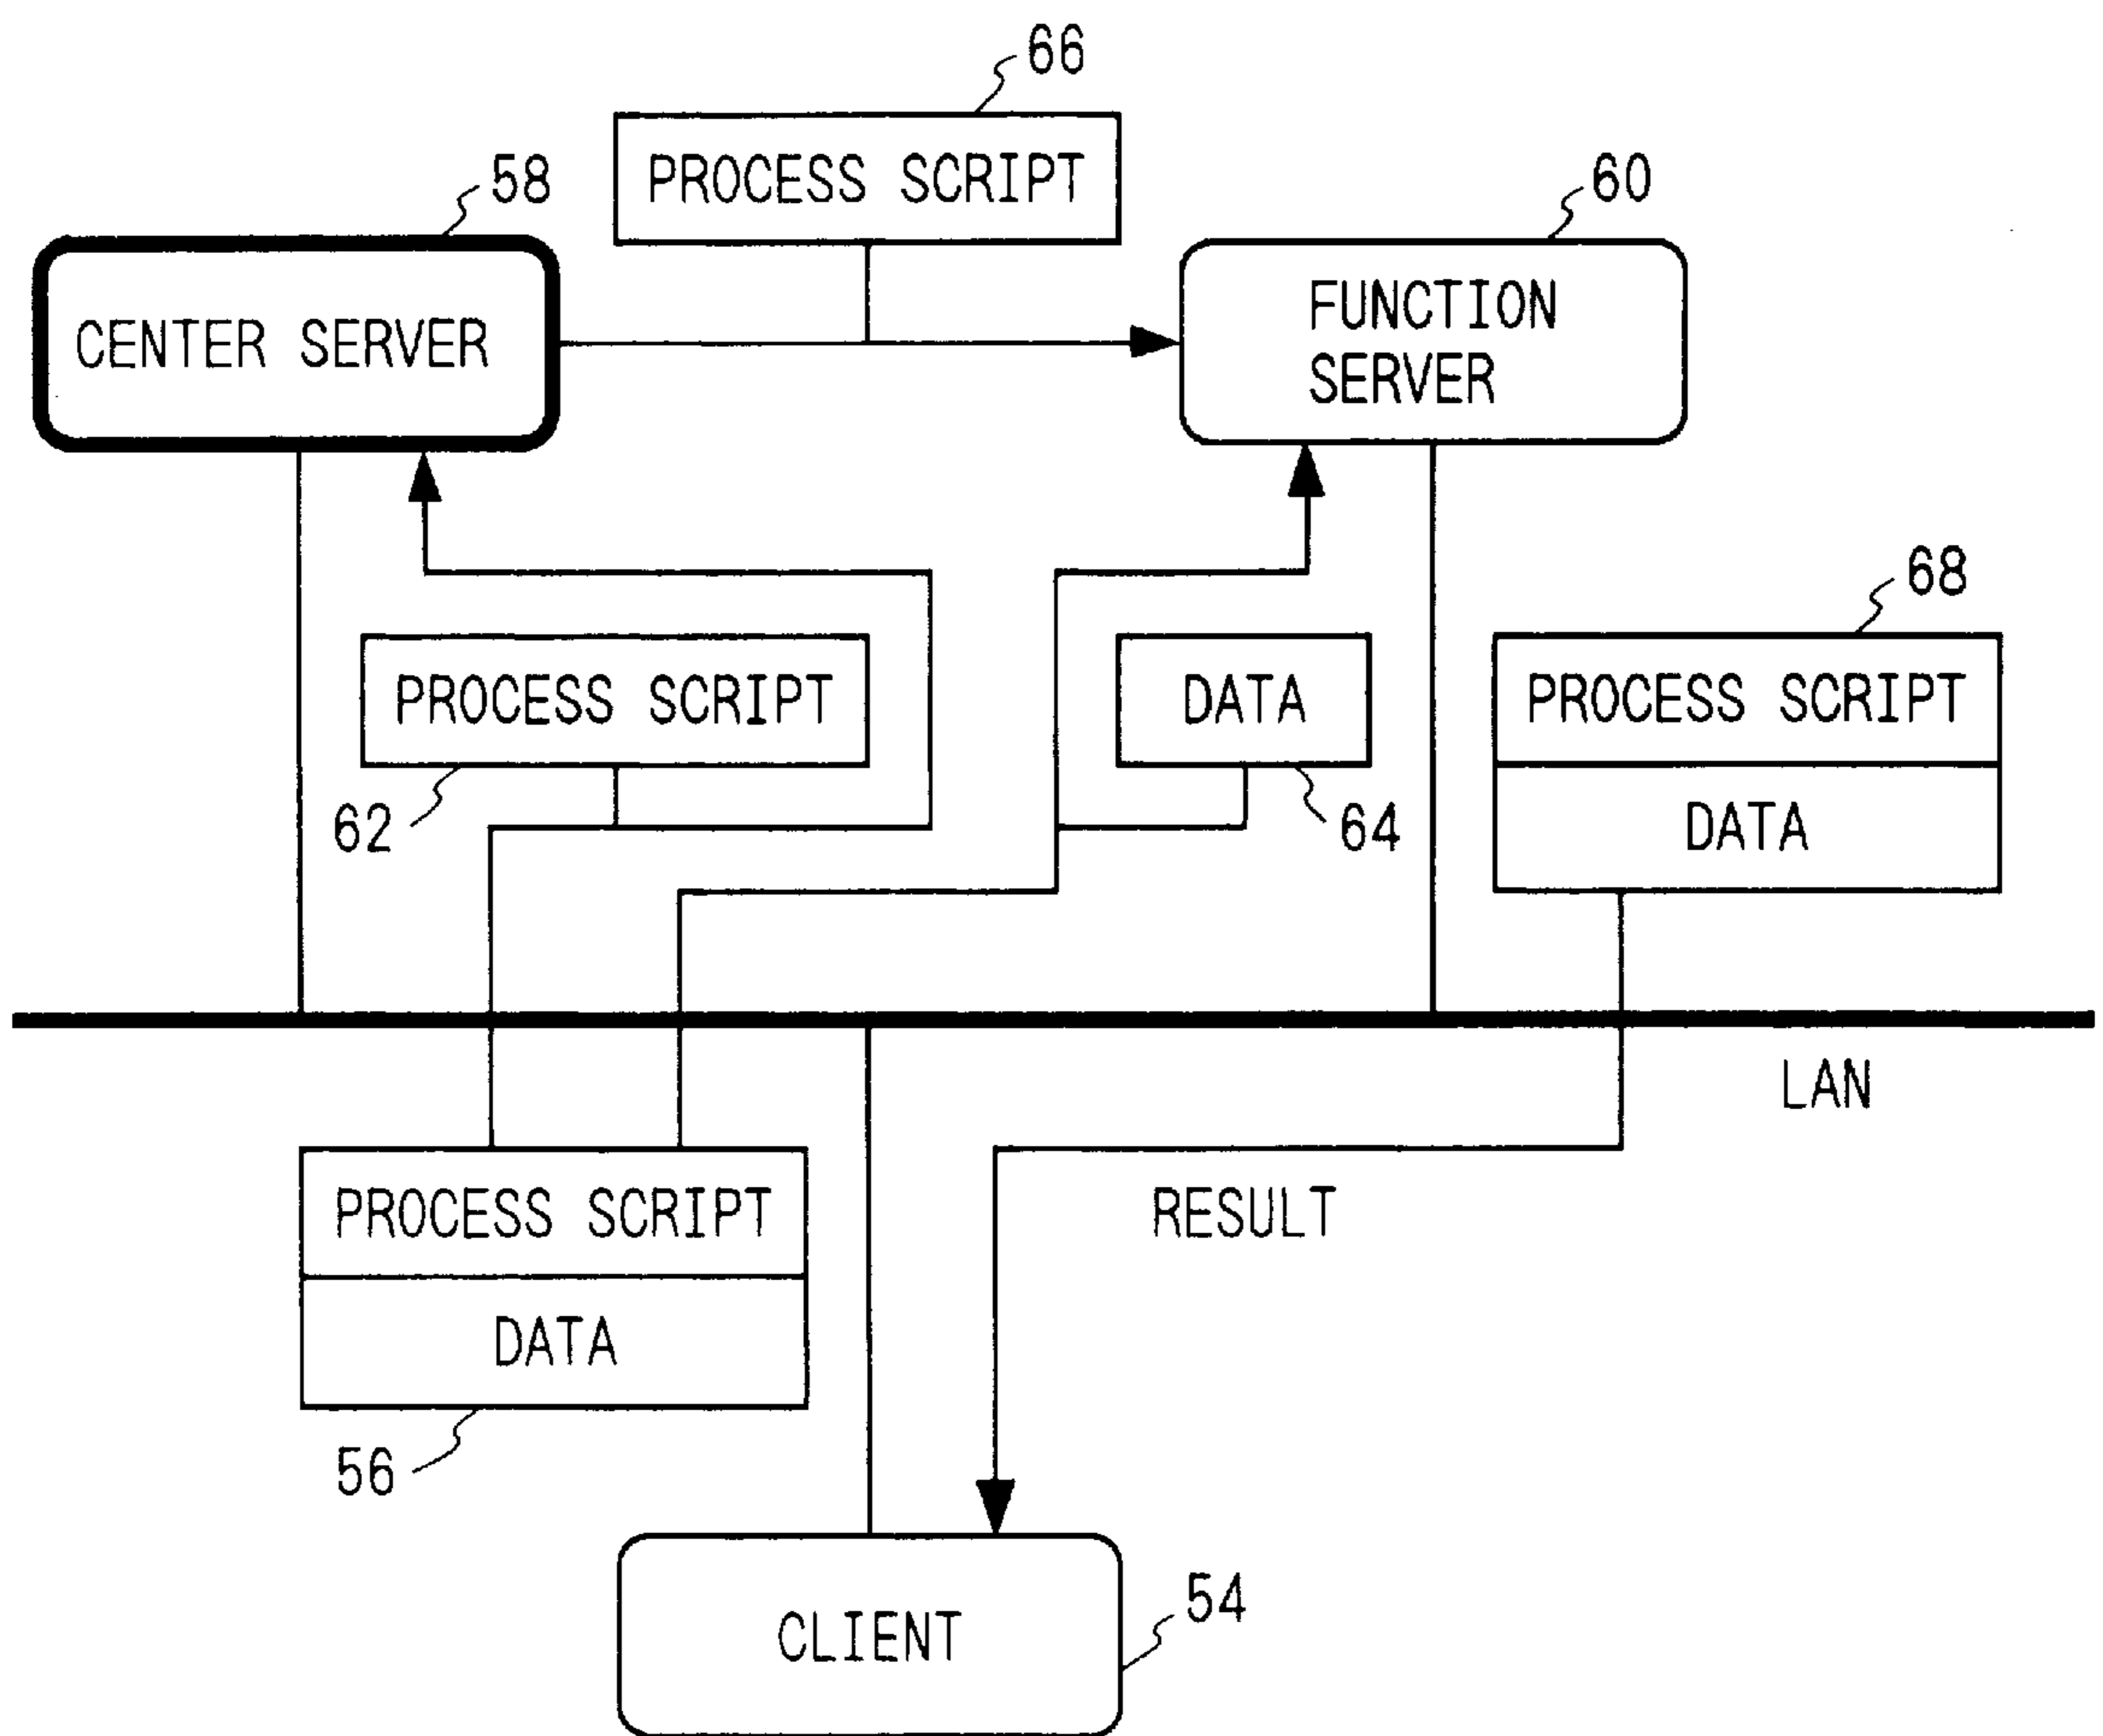 66
PROCESS SCRIPT
58
60
CENTER SERVER
FUNCTION
SERVER
68
PROCESS SCRIPT
DATA
PROCESS SCRIPT
62
64
DATA
LAN
PROCESS SCRIPT
RESULT
DATA
56
54
CLIENT